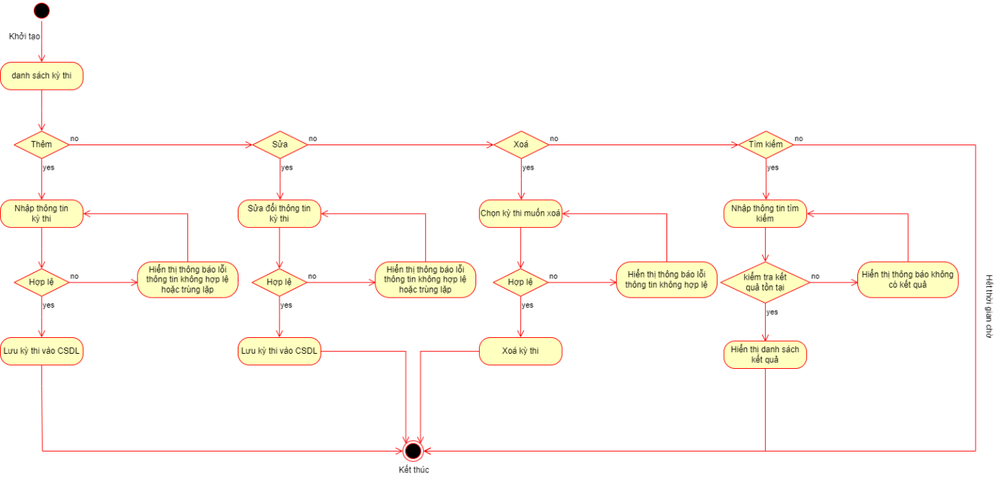 Khởi tạo
danh sách kỳ thi
Thêm
no
Sửa
no
Xoá
no
Tìm kiếm
no
yes
yes
yes
yes
Nhập thông tin
kỳ thi
Sửa đổi thông tin
kỳ thi
Chọn kỳ thi muốn xoá
Nhập thông tin tìm
kiếm
Hợp lệ
no
Hiển thị thông báo lỗi
thông tin không hợp lệ
hoặc trùng lặp
Hợp lệ
no
Hiển thị thông báo lỗi
thông tin không hợp lệ
hoặc trùng lặp
Hợp lệ
no
Hiển thị thông báo lỗi
thông tin không hợp lệ
kiểm tra kết
quả tồn tại
no
Hiển thị thông báo không
có kết quả
Hết thời gian chờ
yes
yes
yes
yes
Lưu kỳ thi vào CSDL
Lưu kỳ thi vào CSDL
Xoá kỳ thi
Hiển thị danh sách
kết quả
Kết thúc